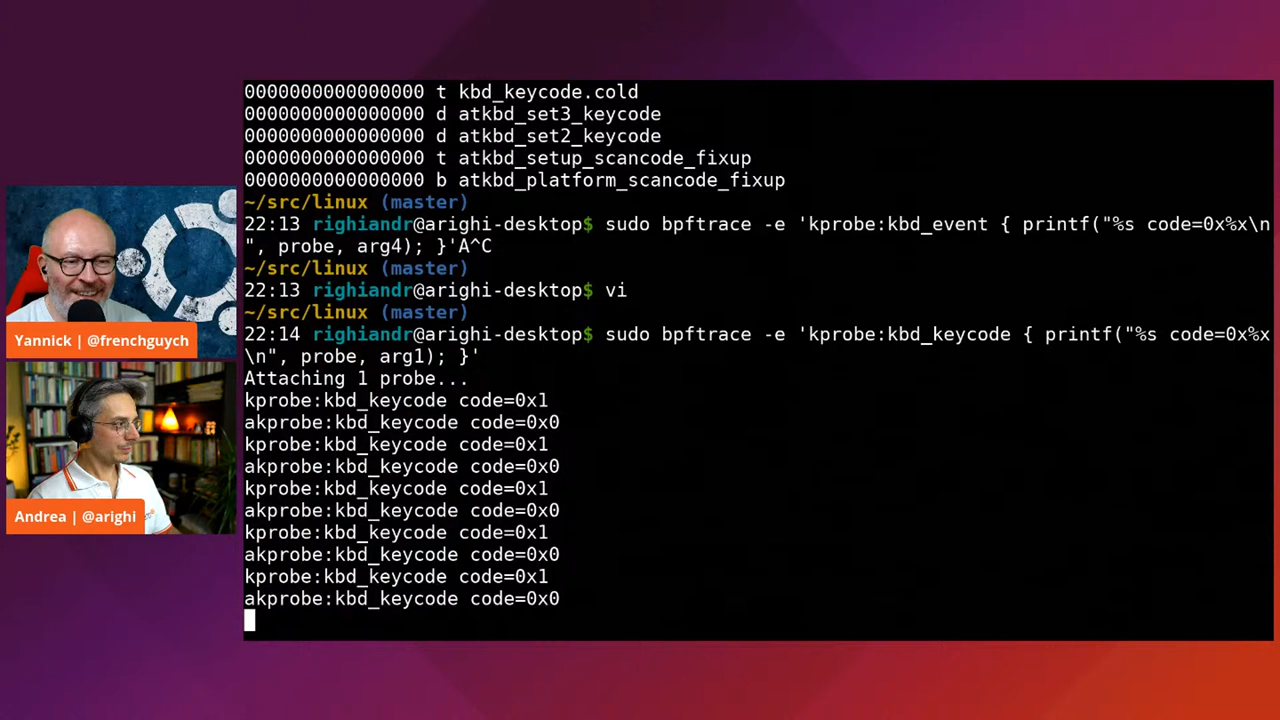 0000000000000000 t kbd_keycode.cold
0000000000000000 d atkbd_set3_keycode
0000000000000000 d atkbd_set2_keycode
0000000000000000 t atkbd_setup_scancode_fixup
0000000000000000 b atkbd_platform_scancode_fixup
~/src/linux (master)
22:13 righiandr@arighi-desktop$ sudo bpftrace -e 'kprobe:kbd_event { printf("%s code=0x%x\n
", probe, arg4); }'A^C
~/src/linux (master)
22:13 righiandr@arighi-desktop$ vi
~/src/linux (master)
22:14 righiandr@arighi-desktop$ sudo bpftrace -e 'kprobe:kbd_keycode { printf("%s code=0x%x
\n", probe, arg1); }'
Attaching 1 probe...
kprobe:kbd_keycode code=0x1
akprobe:kbd_keycode code=0x0
kprobe:kbd_keycode code=0x1
akprobe:kbd_keycode code=0x0
kprobe:kbd_keycode code=0x1
akprobe:kbd_keycode code=0x0
kprobe:kbd_keycode code=0x1
akprobe:kbd_keycode code=0x0
kprobe:kbd_keycode code=0x1
akprobe:kbd_keycode code=0x0
Yannick | @frenchguych
Andrea | @arighi